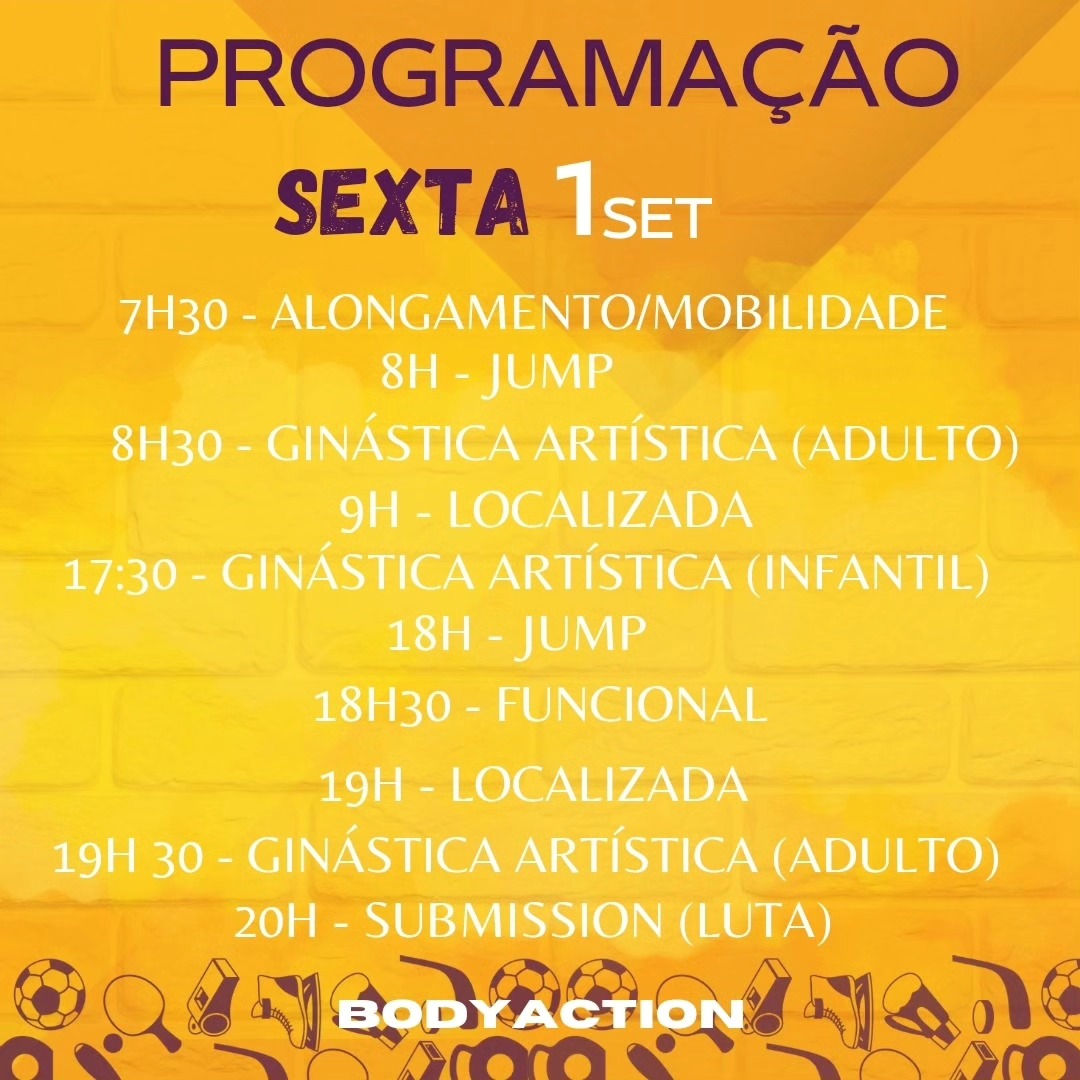 PROGRAMAÇÃO
SEXTA 1SET
7H30 - ALONGAMENTO/MOBILIDADE
8H - JUMP
8H30 - GINÁSTICA ARTÍSTICA (ADULTO)
9H - LOCALIZADA
17:30 - GINÁSTICA ARTÍSTICA (INFANTIL)
18H - JUMP
18H30 - FUNCIONAL
19H - LOCALIZADA
19H 30 - GINÁSTICA ARTÍSTICA (ADULTO)
20H - SUBMISSION (LUTA)
BODYACTION